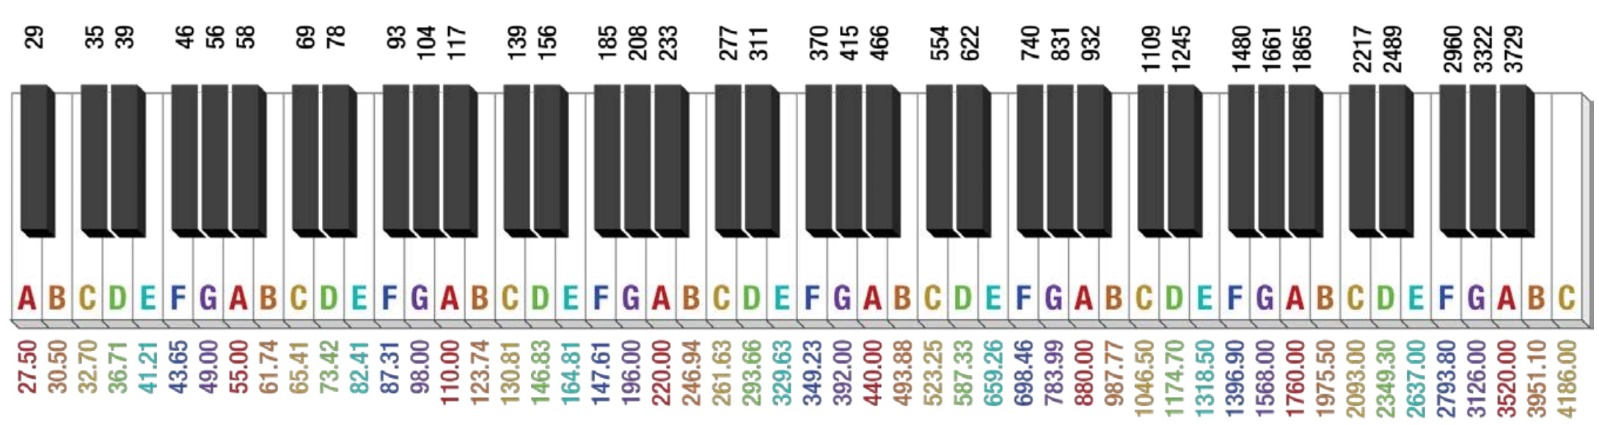 29 35 39 46 56 58 69 78 93 104 117 139 156 185 208 233 277 311 370 415 466 554 622 740 831 932 1109 1245 1480 1661 1865 2217 2489 2960 3322 3729
A B C D E F G A B C D E F G A B C D E F G A B C D E F G A B C D E F G A B C D E F G A B C D E F G A B C
27.50 30.50 32.70 36.71 41.21 43.65 49.00 55.00 61.74 65.41 73.42 82.41 87.31 98.00 110.00 123.74 130.81 146.83 164.81 147.61 196.00 220.00 246.94 261.63 293.66 329.63 349.23 392.00 440.00 493.88 523.25 587.33 659.26 698.46 783.99 880.00 987.77 1046.50 1174.70 1318.50 1396.90 1568.00 1760.00 1975.50 2093.00 2349.30 2637.00 2793.80 3126.00 3520.00 3951.10 4186.00